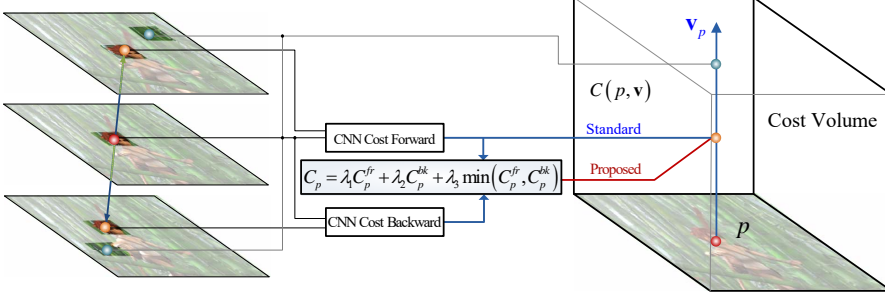 v_p
C(p, v)
Cost Volume
Standard
CNN Cost Forward
Proposed
C_p = λ_1 C_p^{fr} + λ_2 C_p^{bk} + λ_3 min(C_p^{fr}, C_p^{bk})
CNN Cost Backward
p